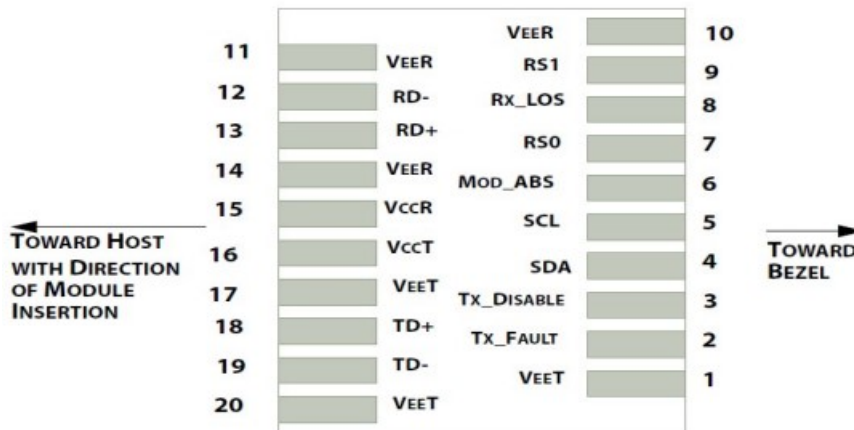 11 VEER
12 RD-
13 RD+
14 VEER
15 VCCR
16 VCCT
17 VEET
18 TD+
19 TD-
20 VEET
VEER 10
RS1 9
RX_LOS 8
RS0 7
MOD_ABS 6
SCL 5
SDA 4
TX_DISABLE 3
TX_FAULT 2
VEET 1
TOWARD HOST
WITH DIRECTION
OF MODULE
INSERTION
TOWARD
BEZEL